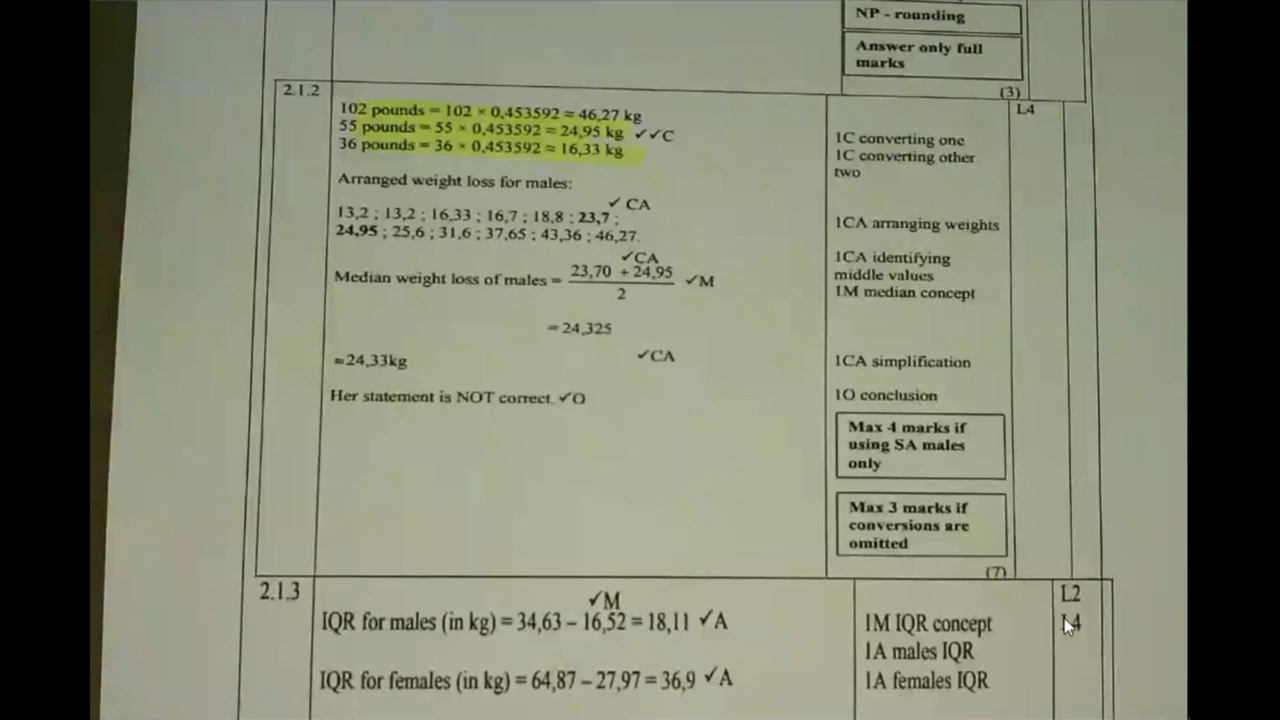 NP - rounding
Answer only full
marks
(3)
2.1.2
L4
102 pounds = 102 × 0,453592 ≈ 46,27 kg
55 pounds = 55 × 0,453592 ≈ 24,95 kg ✓✓C
36 pounds = 36 × 0,453592 ≈ 16,33 kg
1C converting one
1C converting other
two
Arranged weight loss for males:
✓ CA
13,2 ; 13,2 ; 16,33 ; 16,7 ; 18,8 ; 23,7 ;
24,95 ; 25,6 ; 31,6 ; 37,65 ; 43,36 ; 46,27.
1CA arranging weights
✓CA
Median weight loss of males = 23,70 + 24,95 ✓M
2
1CA identifying
middle values
1M median concept
= 24,325
≈24,33kg ✓CA
1CA simplification
Her statement is NOT correct. ✓O
1O conclusion
Max 4 marks if
using SA males
only
Max 3 marks if
conversions are
omitted
(7)
2.1.3
L2
✓M
IQR for males (in kg) = 34,63 – 16,52 = 18,11 ✓A
1M IQR concept
L4
1A males IQR
IQR for females (in kg) = 64,87 – 27,97 = 36,9 ✓A
1A females IQR